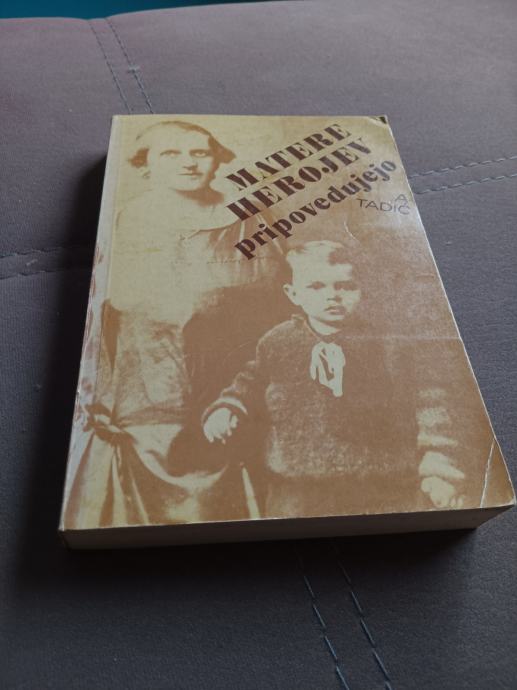 MATERE
HEROJEV
pripovedujejo
A.
TADIĆ